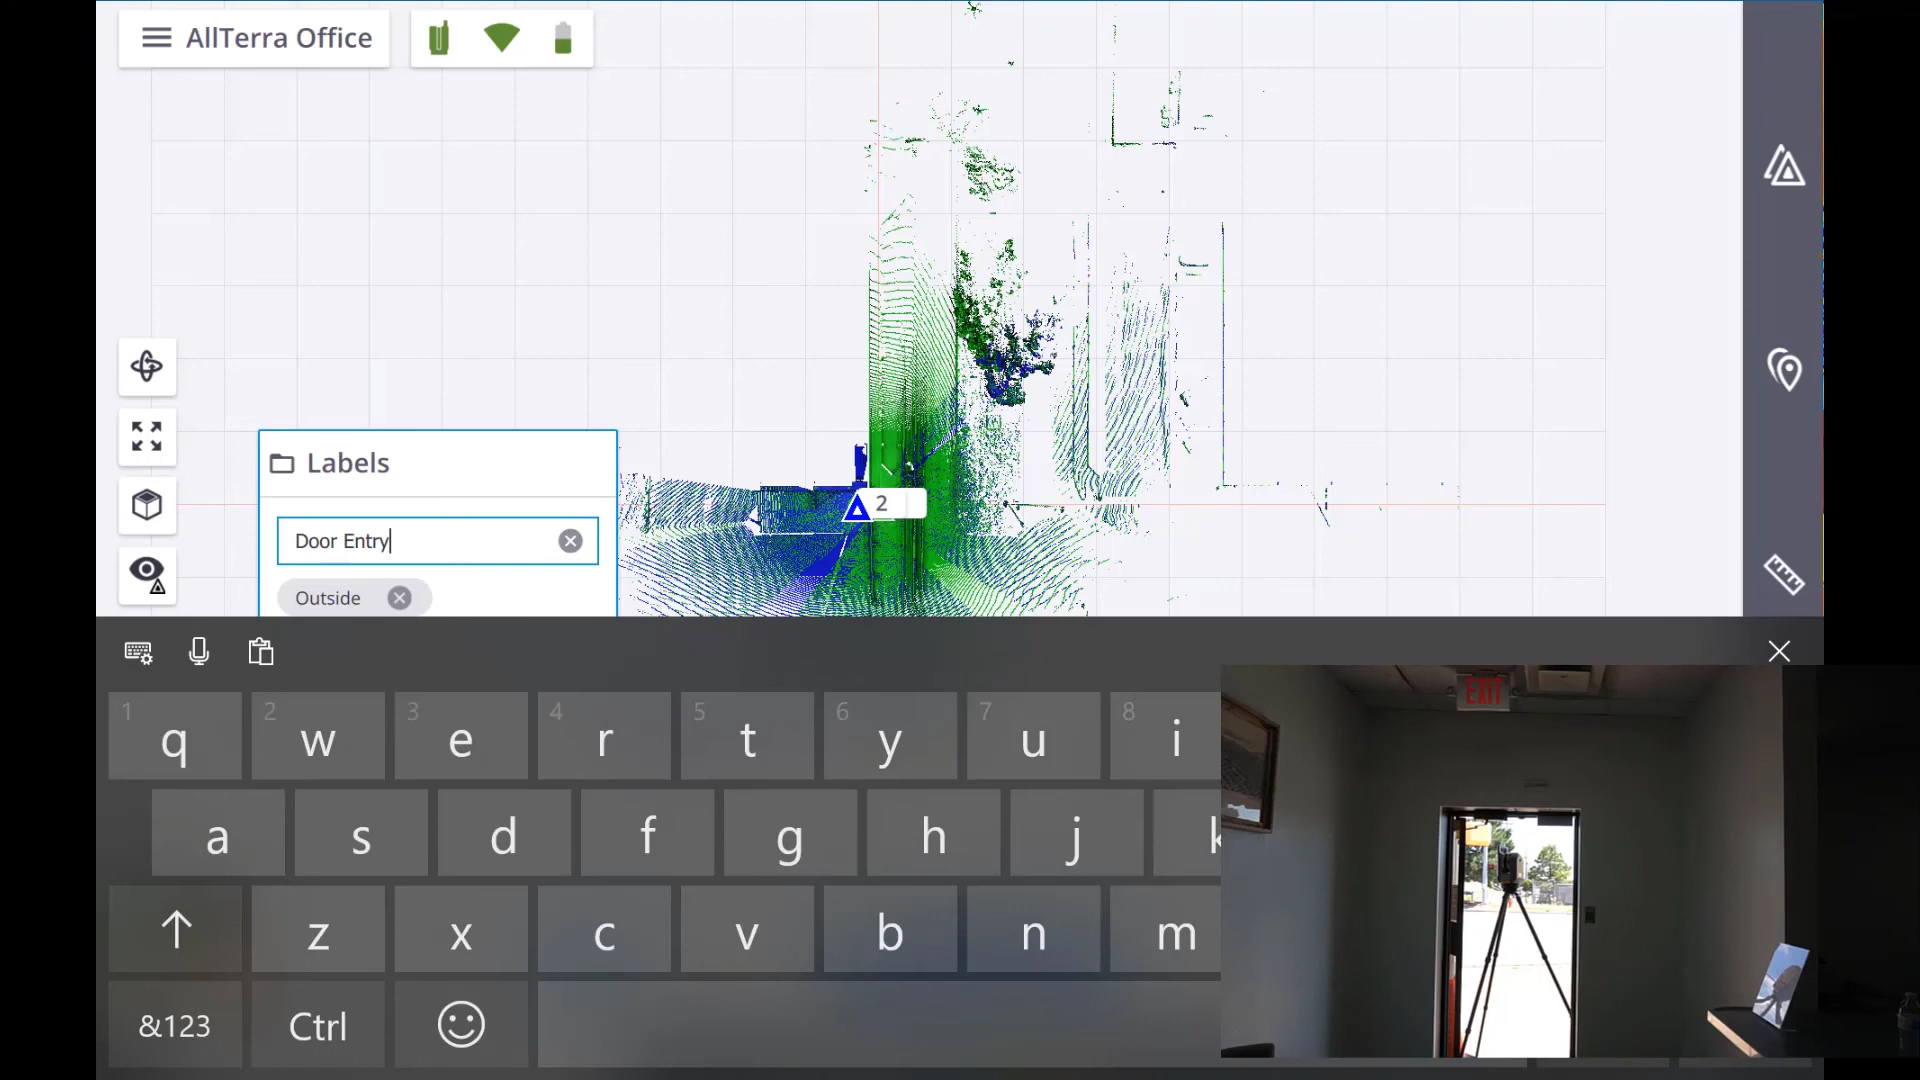 AllTerra Office
2
Labels
Door Entry
Outside
1 2 3 4 5 6 7 8
q w e r t y u i
a s d f g h j k
z x c v b n m
&123 Ctrl
EXIT